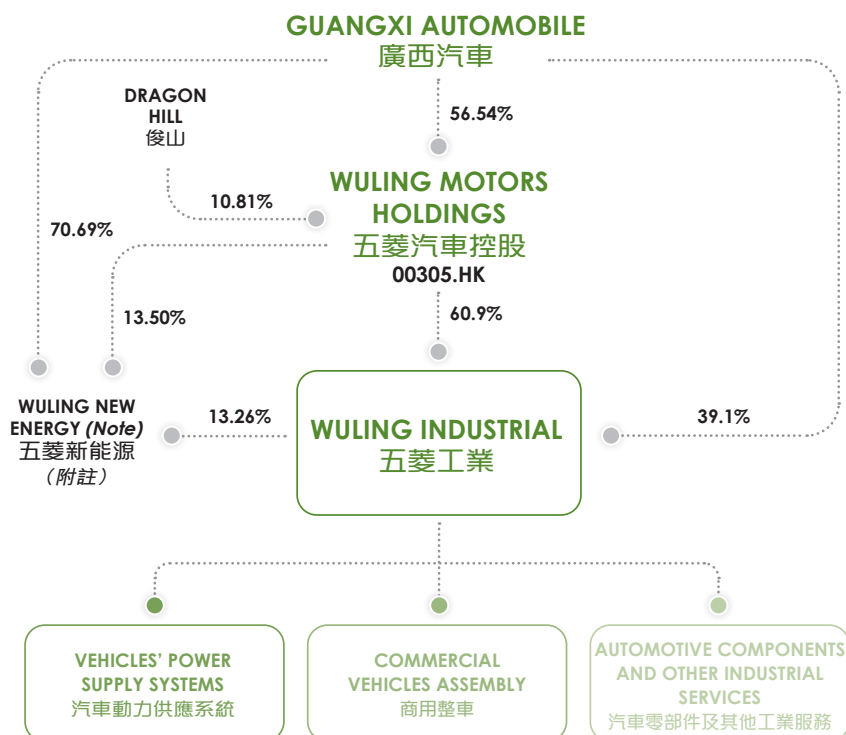 GUANGXI AUTOMOBILE
廣西汽車
DRAGON
HILL
俊山
56.54%
10.81%
70.69%
WULING MOTORS
HOLDINGS
五菱汽車控股
00305.HK
13.50%
60.9%
WULING NEW
ENERGY (Note)
五菱新能源
（附註）
13.26%
WULING INDUSTRIAL
五菱工業
39.1%
VEHICLES’ POWER
SUPPLY SYSTEMS
汽車動力供應系統
COMMERCIAL
VEHICLES ASSEMBLY
商用整車
AUTOMOTIVE COMPONENTS
AND OTHER INDUSTRIAL
SERVICES
汽車零部件及其他工業服務